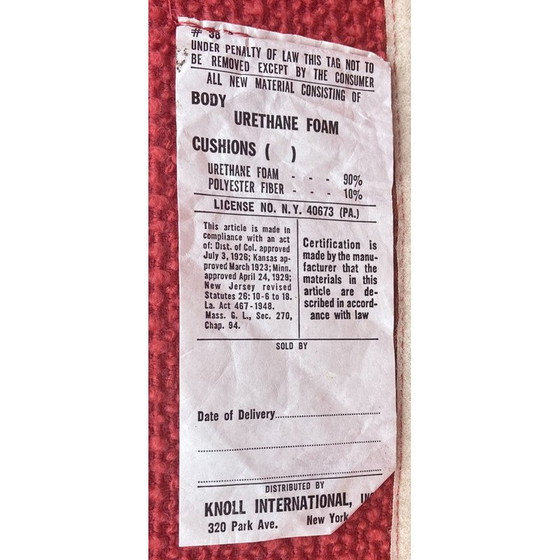 # 38
UNDER PENALTY OF LAW THIS TAG NOT TO
BE REMOVED EXCEPT BY THE CONSUMER
ALL NEW MATERIAL CONSISTING OF
BODY
URETHANE FOAM
CUSHIONS ( )
URETHANE FOAM - - - 90%
POLYESTER FIBER - - - 10%
LICENSE NO. N.Y. 40673 (PA.)
This article is made in
compliance with an act
of: Dist. of Col. approved
July 3, 1926; Kansas ap-
proved March 1923; Minn.
approved April 24, 1929;
New Jersey revised
Statutes 26: 10-6 to 18.
La. Act 467-1948.
Mass. G. L., Sec. 270,
Chap. 94.
Certification is
made by the manu-
facturer that the
materials in this
article are de-
scribed in accord-
ance with law
SOLD BY
Date of Delivery
DISTRIBUTED BY
KNOLL INTERNATIONAL,
320 Park Ave. New York